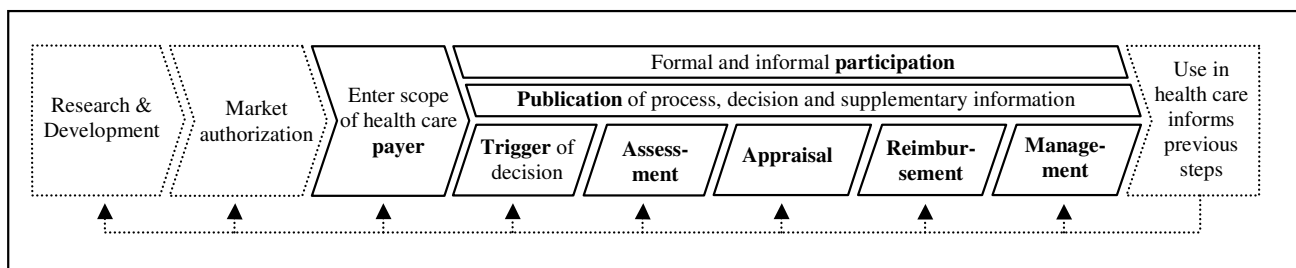 Research &
Development
Market
authorization
Enter scope
of health care
payer
Formal and informal participation
Publication of process, decision and supplementary information
Trigger of
decision
Assess-
ment
Appraisal
Reimbur-
sement
Manage-
ment
Use in
health care
informs
previous
steps